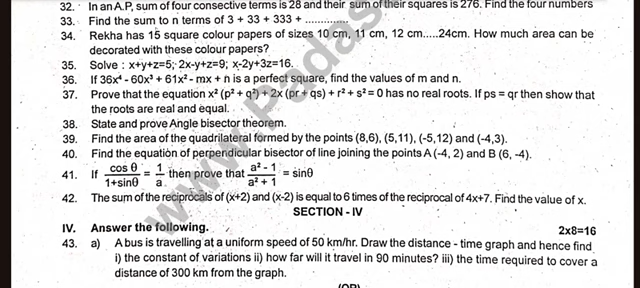 32. In an A.P, sum of four consective terms is 28 and their sum of their squares is 276. Find the four numbers
33. Find the sum to n terms of 3 + 33 + 333 + .............
34. Rekha has 15 square colour papers of sizes 10 cm, 11 cm, 12 cm.....24cm. How much area can be
decorated with these colour papers?
35. Solve : x+y+z=5; 2x-y+z=9; x-2y+3z=16.
36. If 36x⁴ - 60x³ + 61x² - mx + n is a perfect square, find the values of m and n.
37. Prove that the equation x² (p² + q²) + 2x (pr + qs) + r² + s² = 0 has no real roots. If ps = qr then show that
the roots are real and equal.
38. State and prove Angle bisector theorem.
39. Find the area of the quadrilateral formed by the points (8,6), (5,11), (-5,12) and (-4,3).
40. Find the equation of perpendicular bisector of line joining the points A (-4, 2) and B (6, -4).
41. If cos θ / 1+sinθ = 1 / a then prove that a² - 1 / a² + 1 = sinθ
42. The sum of the reciprocals of (x+2) and (x-2) is equal to 6 times of the reciprocal of 4x+7. Find the value of x.
SECTION - IV
IV. Answer the following. 2x8=16
43. a) A bus is travelling at a uniform speed of 50 km/hr. Draw the distance - time graph and hence find
i) the constant of variations ii) how far will it travel in 90 minutes? iii) the time required to cover a
distance of 300 km from the graph.
(OR)
www.Padas